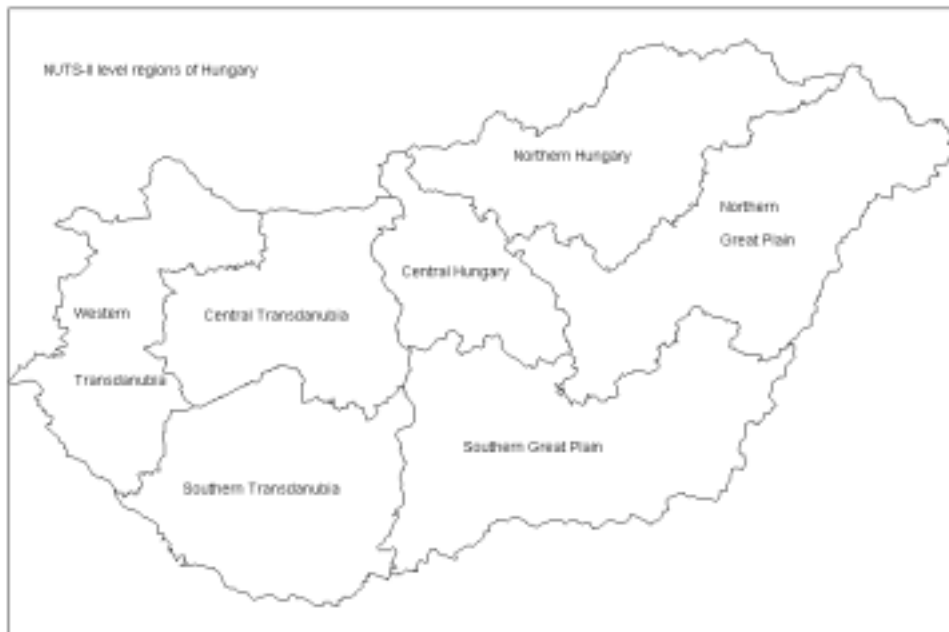 NUTS-II level regions of Hungary
Northern Hungary
Northern
Great Plain
Central Hungary
Western
Transdanubia
Central Transdanubia
Southern Great Plain
Southern Transdanubia